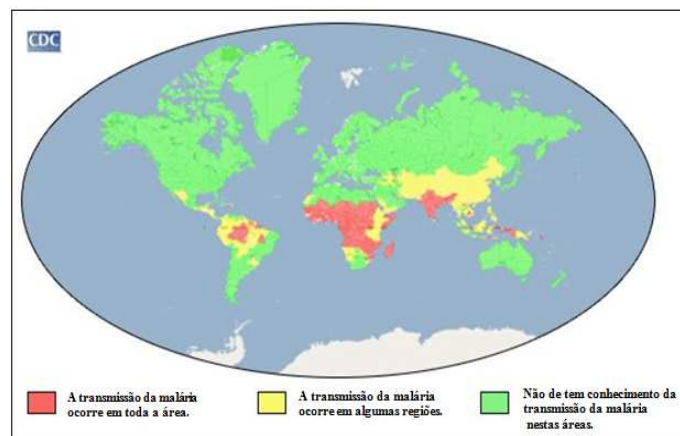 CDC
A transmissão da malária
ocorre em toda a área.
A transmissão da malária
ocorre em algumas regiões.
Não de tem conhecimento da
transmissão da malária
nestas áreas.